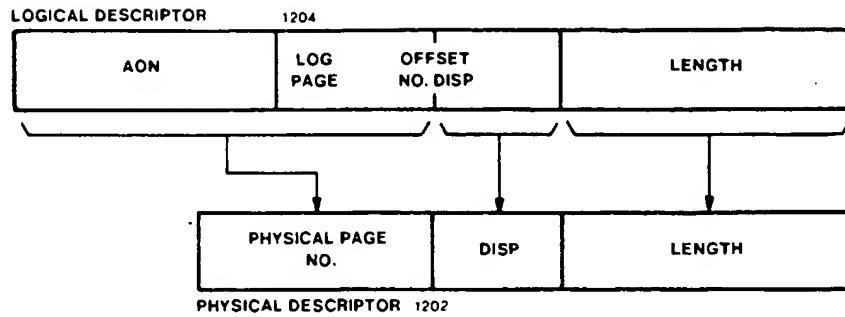 LOGICAL DESCRIPTOR 1204
AON
LOG
PAGE
OFFSET
NO. DISP
LENGTH
PHYSICAL PAGE
NO.
DISP
LENGTH
PHYSICAL DESCRIPTOR 1202